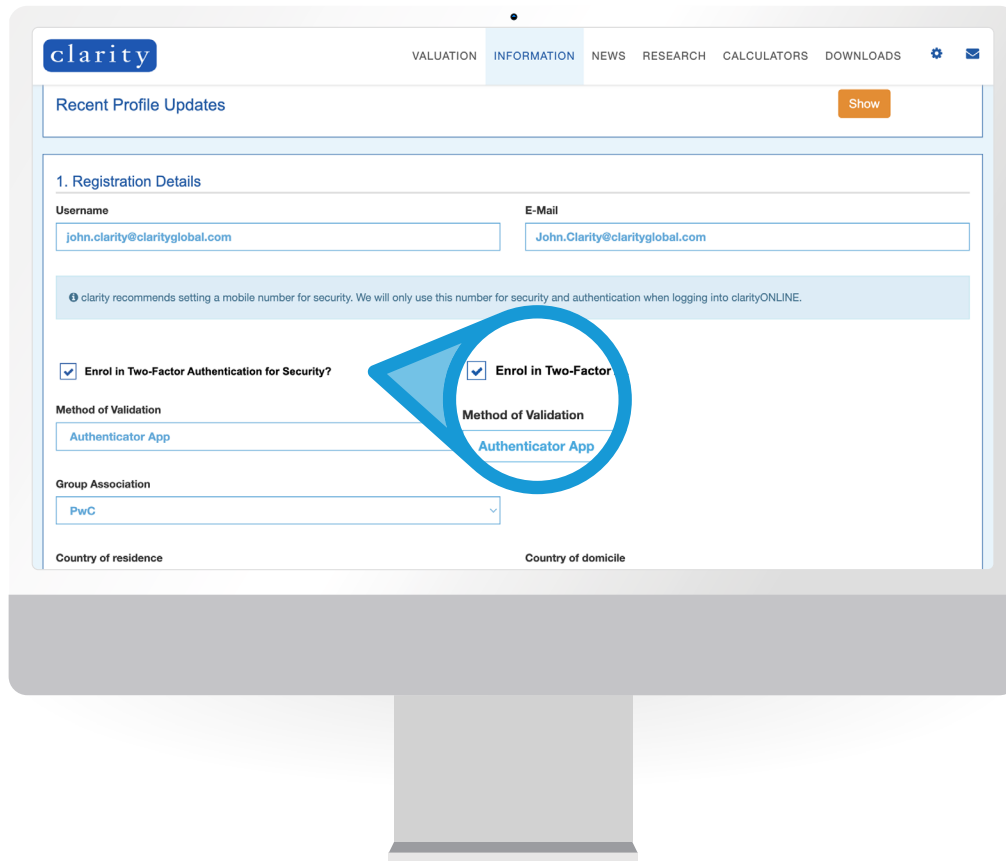 clarity
VALUATION INFORMATION NEWS RESEARCH CALCULATORS DOWNLOADS
Recent Profile Updates
Show
1. Registration Details
Username
E-Mail
john.clarity@clarityglobal.com
John.Clarity@clarityglobal.com
clarity recommends setting a mobile number for security. We will only use this number for security and authentication when logging into clarityONLINE.
Enrol in Two-Factor Authentication for Security?
Enrol in Two-Factor
Method of Validation
Method of Validation
Authenticator App
Authenticator App
Group Association
PwC
Country of residence
Country of domicile